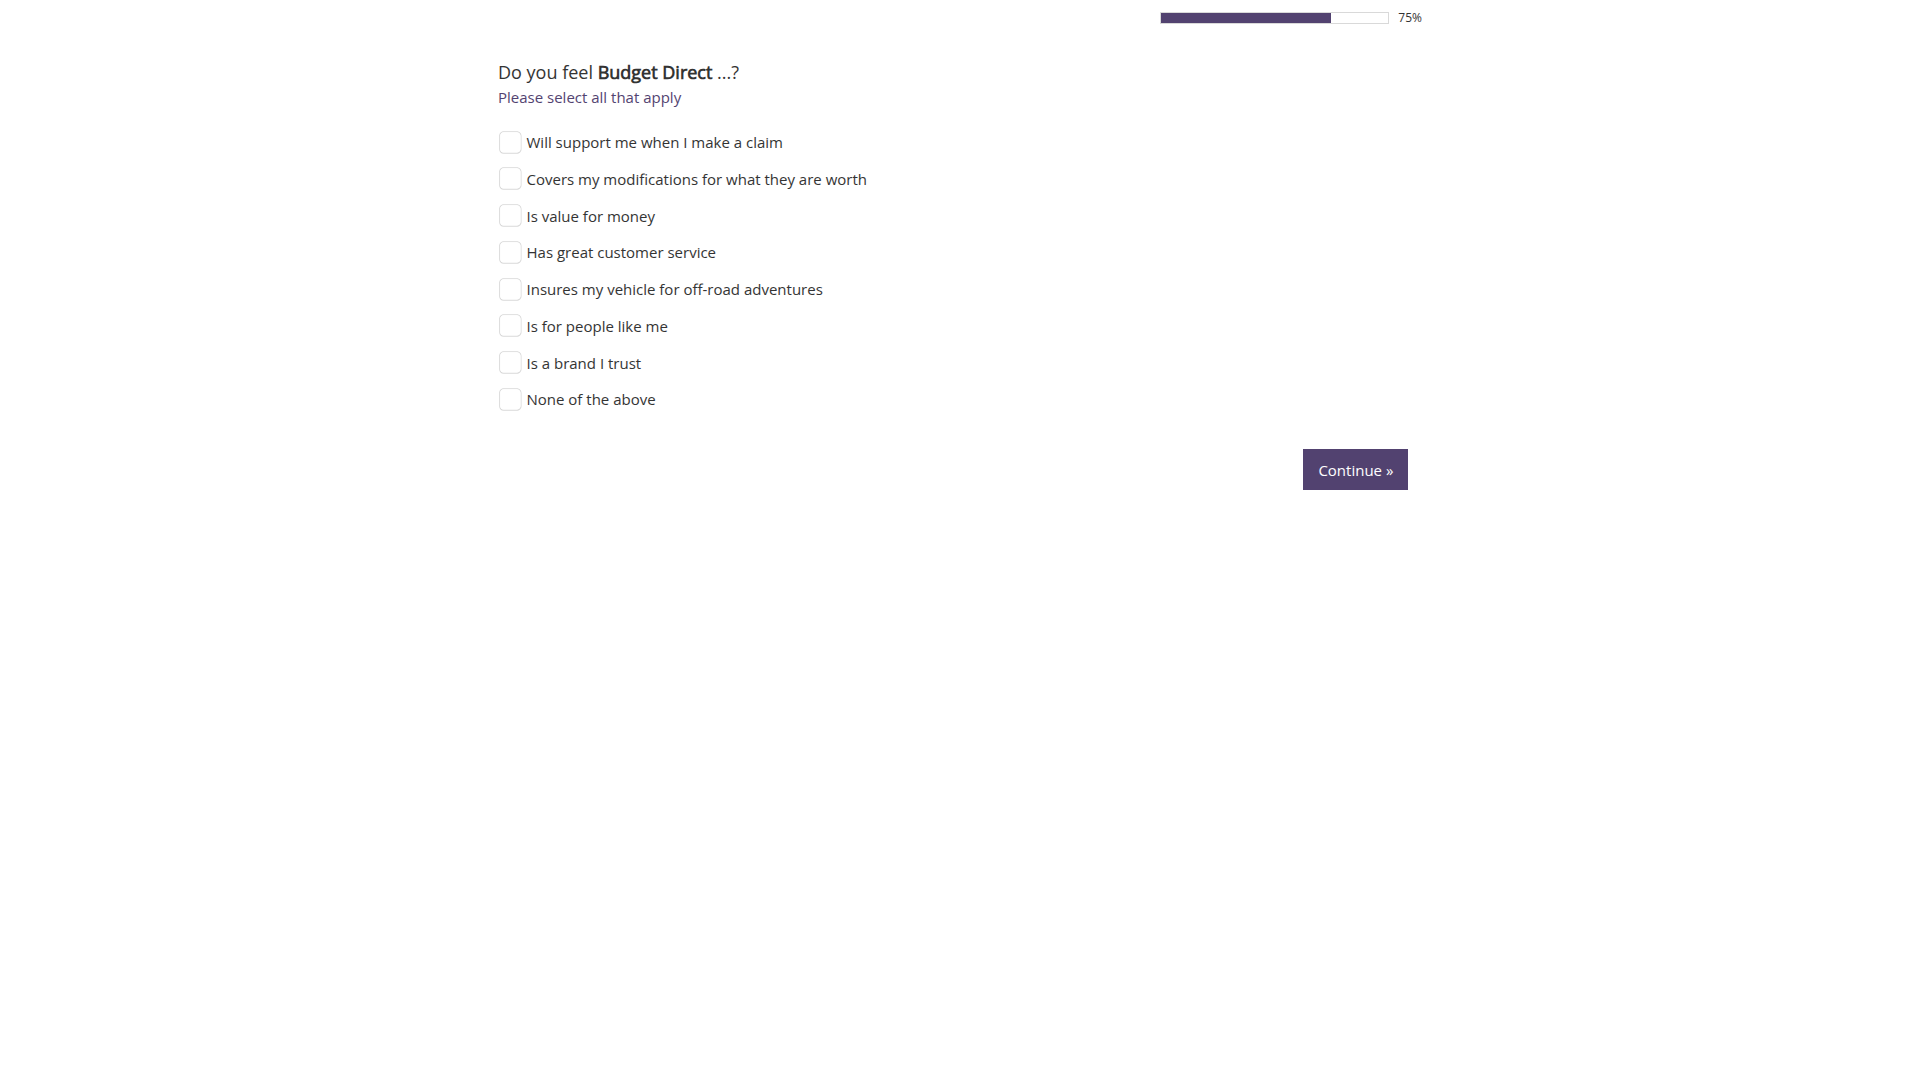 75%
Do you feel Budget Direct ...?
Please select all that apply
Will support me when I make a claim
Covers my modifications for what they are worth
Is value for money
Has great customer service
Insures my vehicle for off-road adventures
Is for people like me
Is a brand I trust
None of the above
Continue »